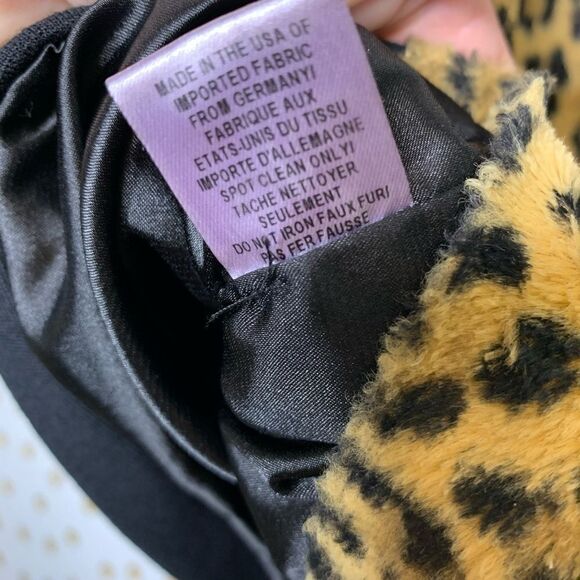 MADE IN THE USA OF
IMPORTED FABRIC
FROM GERMANY/
FABRIQUE AUX
ETATS-UNIS DU TISSU
IMPORTE D'ALLEMAGNE
SPOT CLEAN ONLY/
TACHE NETTOYER
SEULEMENT
DO NOT IRON FAUX FUR/
PAS FER FAUSSE